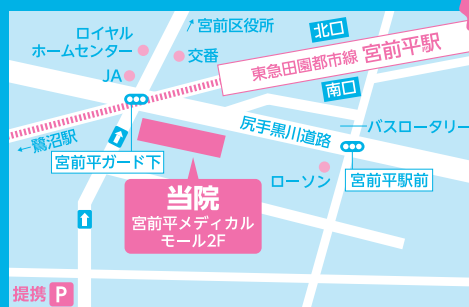 ロイヤル
ホームセンター
JA
↗宮前区役所
交番
北口
東急田園都市線 宮前平駅
南口
尻手黒川道路
バスロータリー
←鷺沼駅
宮前平ガード下
ローソン
宮前平駅前
当院
宮前平メディカル
モール2F
提携 P